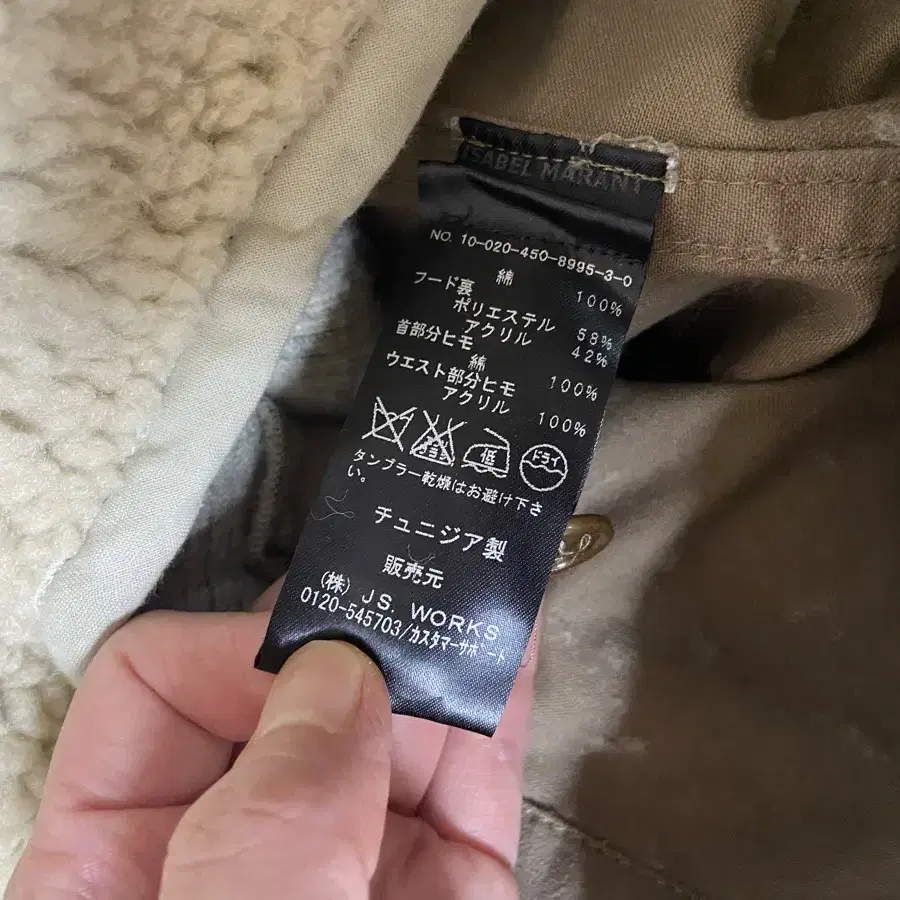 ISABEL MARANT
NO. 10-020-450-8995-3-0
綿 100%
フード裏
ポリエステル 58%
アクリル 42%
首部分ヒモ
綿 100%
ウエスト部分ヒモ
アクリル 100%
低 ドライ
タンブラー乾燥はお避け下さ
い。
チュニジア製
販売元
(株) J.S. WORKS
0120-545703/カスタマーサポート